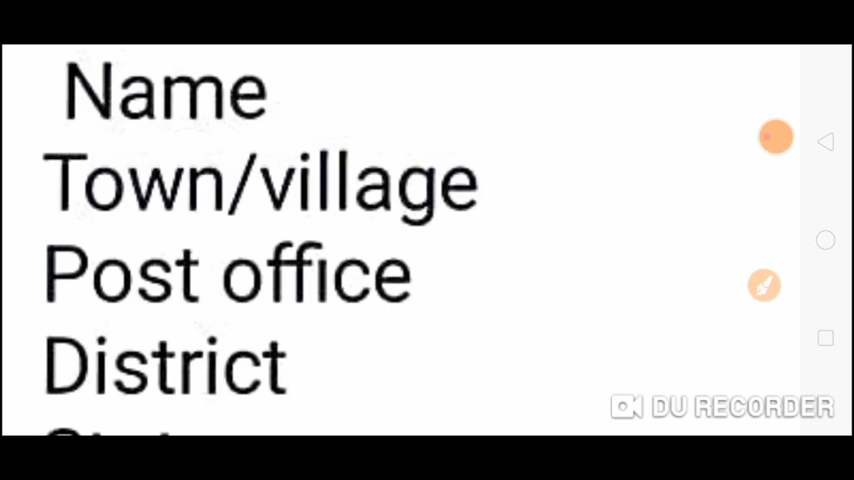 Name
Town/village
Post office
District
DU RECORDER